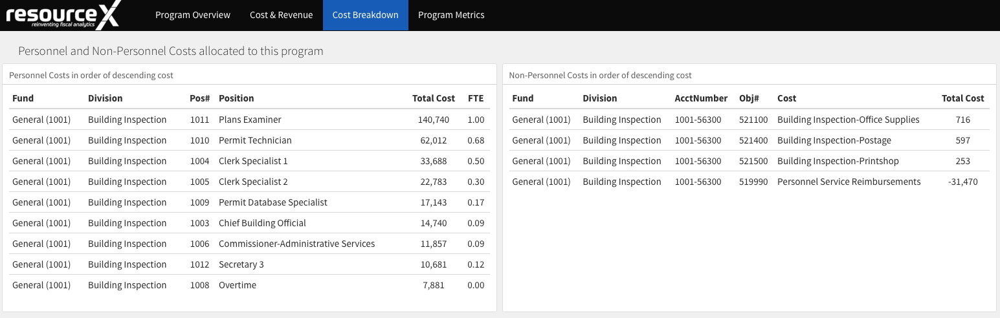 resourceX
reinventing fiscal analytics
Program Overview Cost & Revenue Cost Breakdown Program Metrics
Personnel and Non-Personnel Costs allocated to this program
Personnel Costs in order of descending cost
Fund Division Pos# Position Total Cost FTE
General (1001) Building Inspection 1011 Plans Examiner 140,740 1.00
General (1001) Building Inspection 1010 Permit Technician 62,012 0.68
General (1001) Building Inspection 1004 Clerk Specialist 1 33,688 0.50
General (1001) Building Inspection 1005 Clerk Specialist 2 22,783 0.30
General (1001) Building Inspection 1009 Permit Database Specialist 17,143 0.17
General (1001) Building Inspection 1003 Chief Building Official 14,740 0.09
General (1001) Building Inspection 1006 Commissioner-Administrative Services 11,857 0.09
General (1001) Building Inspection 1012 Secretary 3 10,681 0.12
General (1001) Building Inspection 1008 Overtime 7,881 0.00
Non-Personnel Costs in order of descending cost
Fund Division AcctNumber Obj# Cost Total Cost
General (1001) Building Inspection 1001-56300 521100 Building Inspection-Office Supplies 716
General (1001) Building Inspection 1001-56300 521400 Building Inspection-Postage 597
General (1001) Building Inspection 1001-56300 521500 Building Inspection-Printshop 253
General (1001) Building Inspection 1001-56300 519990 Personnel Service Reimbursements -31,470